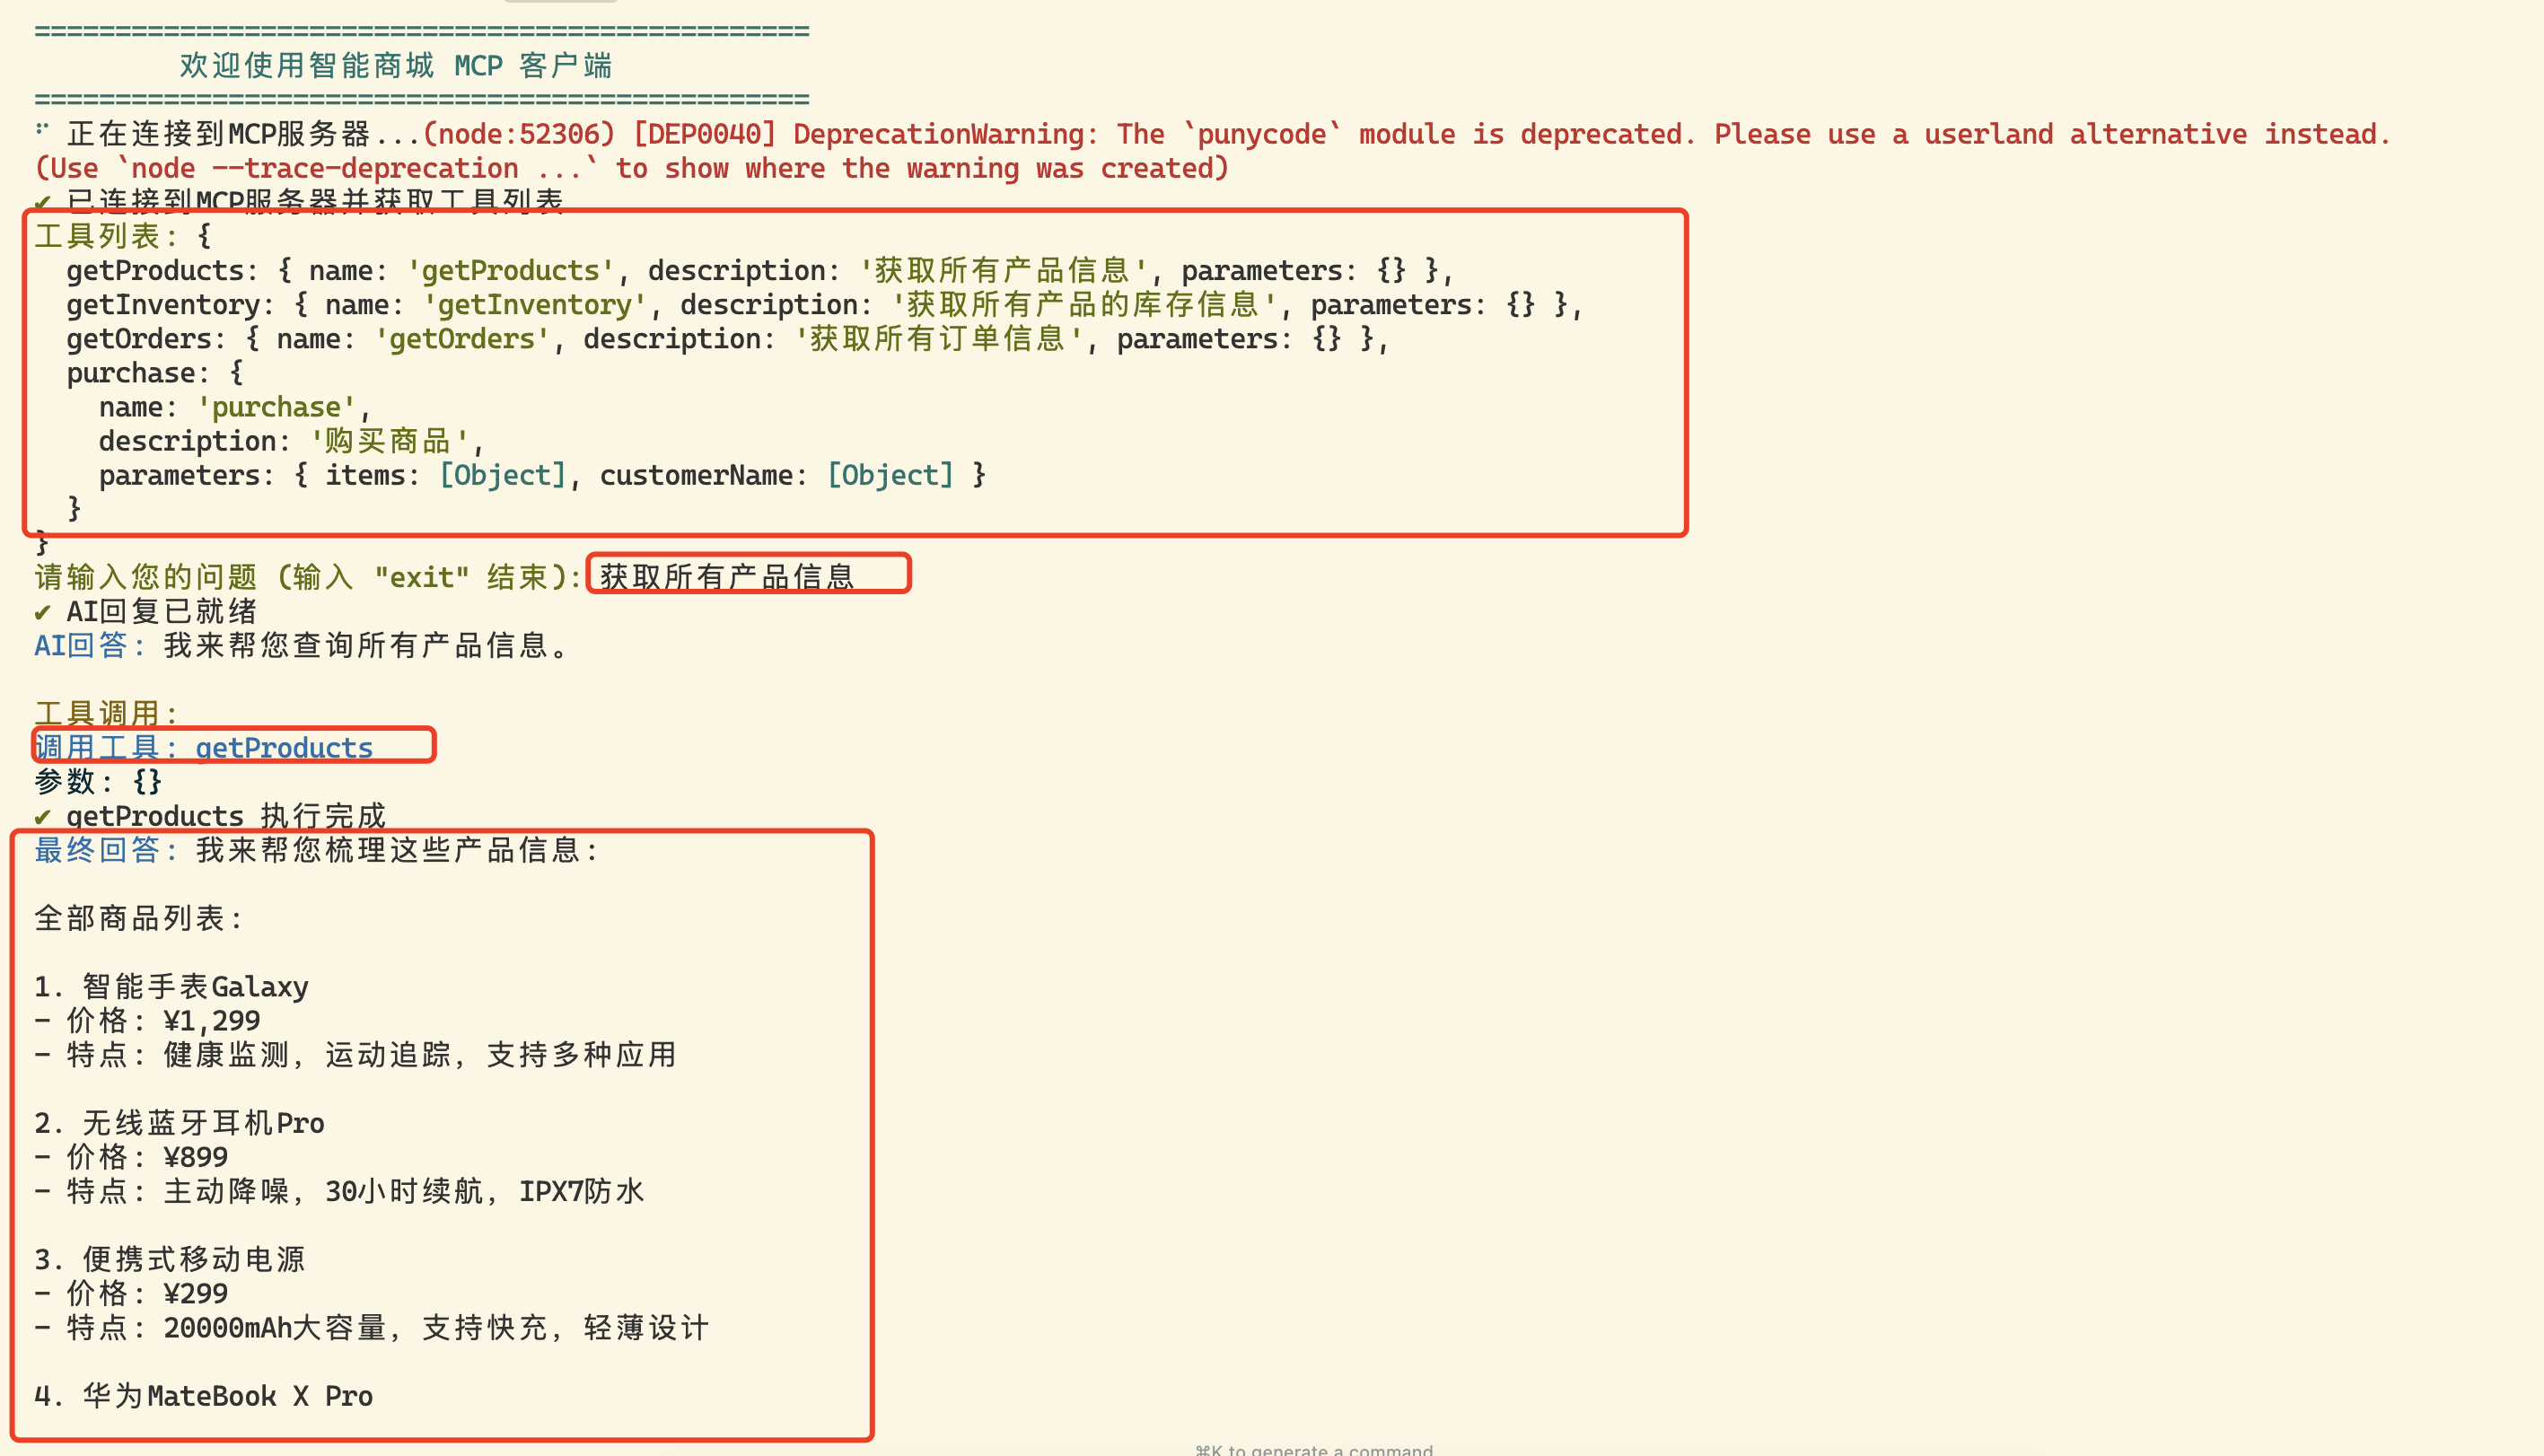 ================================================
欢迎使用智能商城 MCP 客户端
================================================
⠋ 正在连接到MCP服务器...(node:52306) [DEP0040] DeprecationWarning: The `punycode` module is deprecated. Please use a userland alternative instead.
(Use `node --trace-deprecation ...` to show where the warning was created)
✔ 已连接到MCP服务器并获取工具列表
工具列表: {
  getProducts: { name: 'getProducts', description: '获取所有产品信息', parameters: {} },
  getInventory: { name: 'getInventory', description: '获取所有产品的库存信息', parameters: {} },
  getOrders: { name: 'getOrders', description: '获取所有订单信息', parameters: {} },
  purchase: {
    name: 'purchase',
    description: '购买商品',
    parameters: { items: [Object], customerName: [Object] }
  }
}
请输入您的问题 (输入 "exit" 结束): 获取所有产品信息
✔ AI回复已就绪
AI回答: 我来帮您查询所有产品信息。
工具调用:
调用工具: getProducts
参数: {}
✔ getProducts 执行完成
最终回答: 我来帮您梳理这些产品信息:
全部商品列表:
1. 智能手表Galaxy
- 价格: ¥1,299
- 特点: 健康监测, 运动追踪, 支持多种应用
2. 无线蓝牙耳机Pro
- 价格: ¥899
- 特点: 主动降噪, 30小时续航, IPX7防水
3. 便携式移动电源
- 价格: ¥299
- 特点: 20000mAh大容量, 支持快充, 轻薄设计
4. 华为MateBook X Pro
⌘K to generate a command